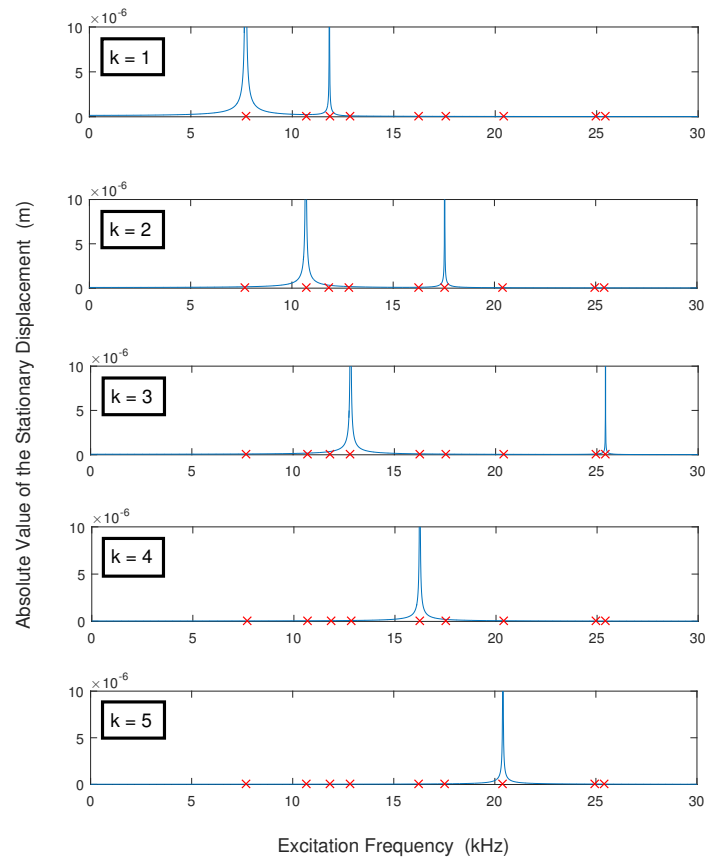 ×10⁻⁶
10
5
0
k = 1
0 5 10 15 20 25 30
×10⁻⁶
10
5
0
k = 2
0 5 10 15 20 25 30
×10⁻⁶
10
5
0
k = 3
0 5 10 15 20 25 30
×10⁻⁶
10
5
0
k = 4
0 5 10 15 20 25 30
×10⁻⁶
10
5
0
k = 5
0 5 10 15 20 25 30
Absolute Value of the Stationary Displacement (m)
Excitation Frequency (kHz)